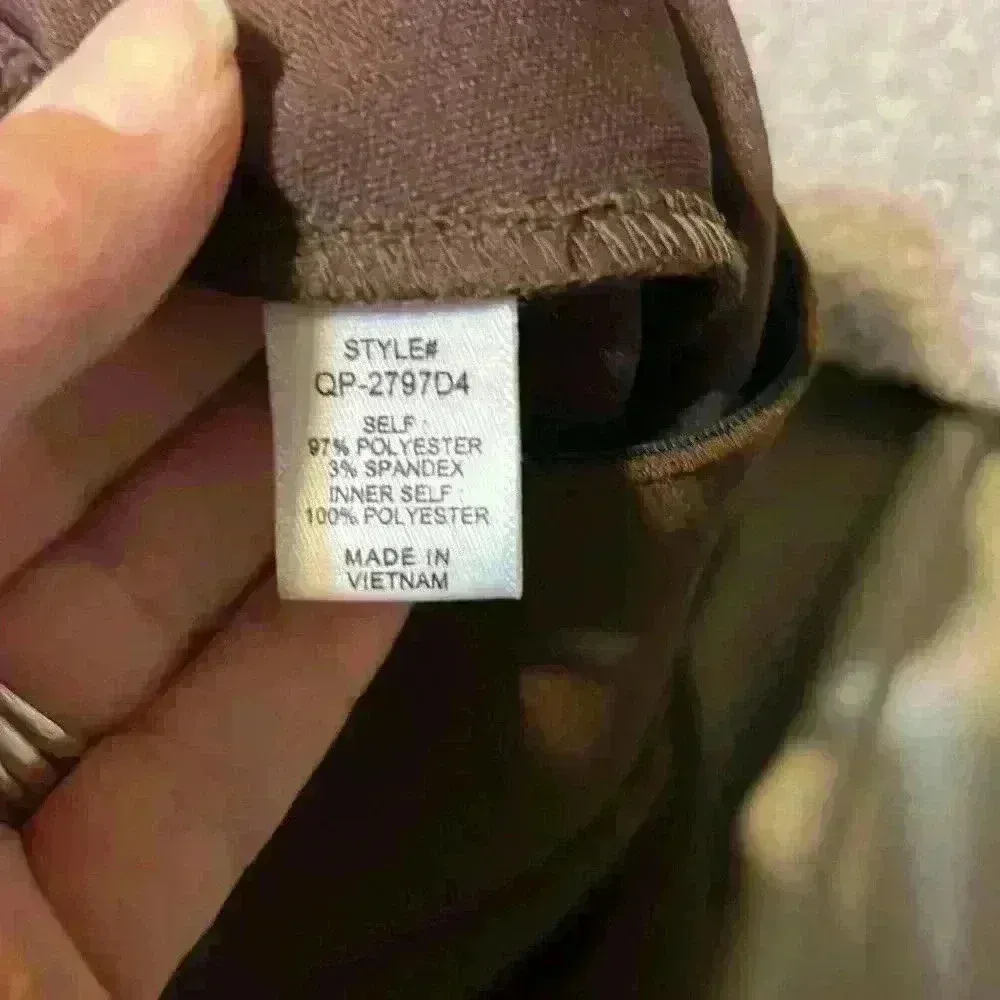 STYLE#
QP-2797D4
SELF:
97% POLYESTER
3% SPANDEX
INNER SELF:
100% POLYESTER
MADE IN
VIETNAM